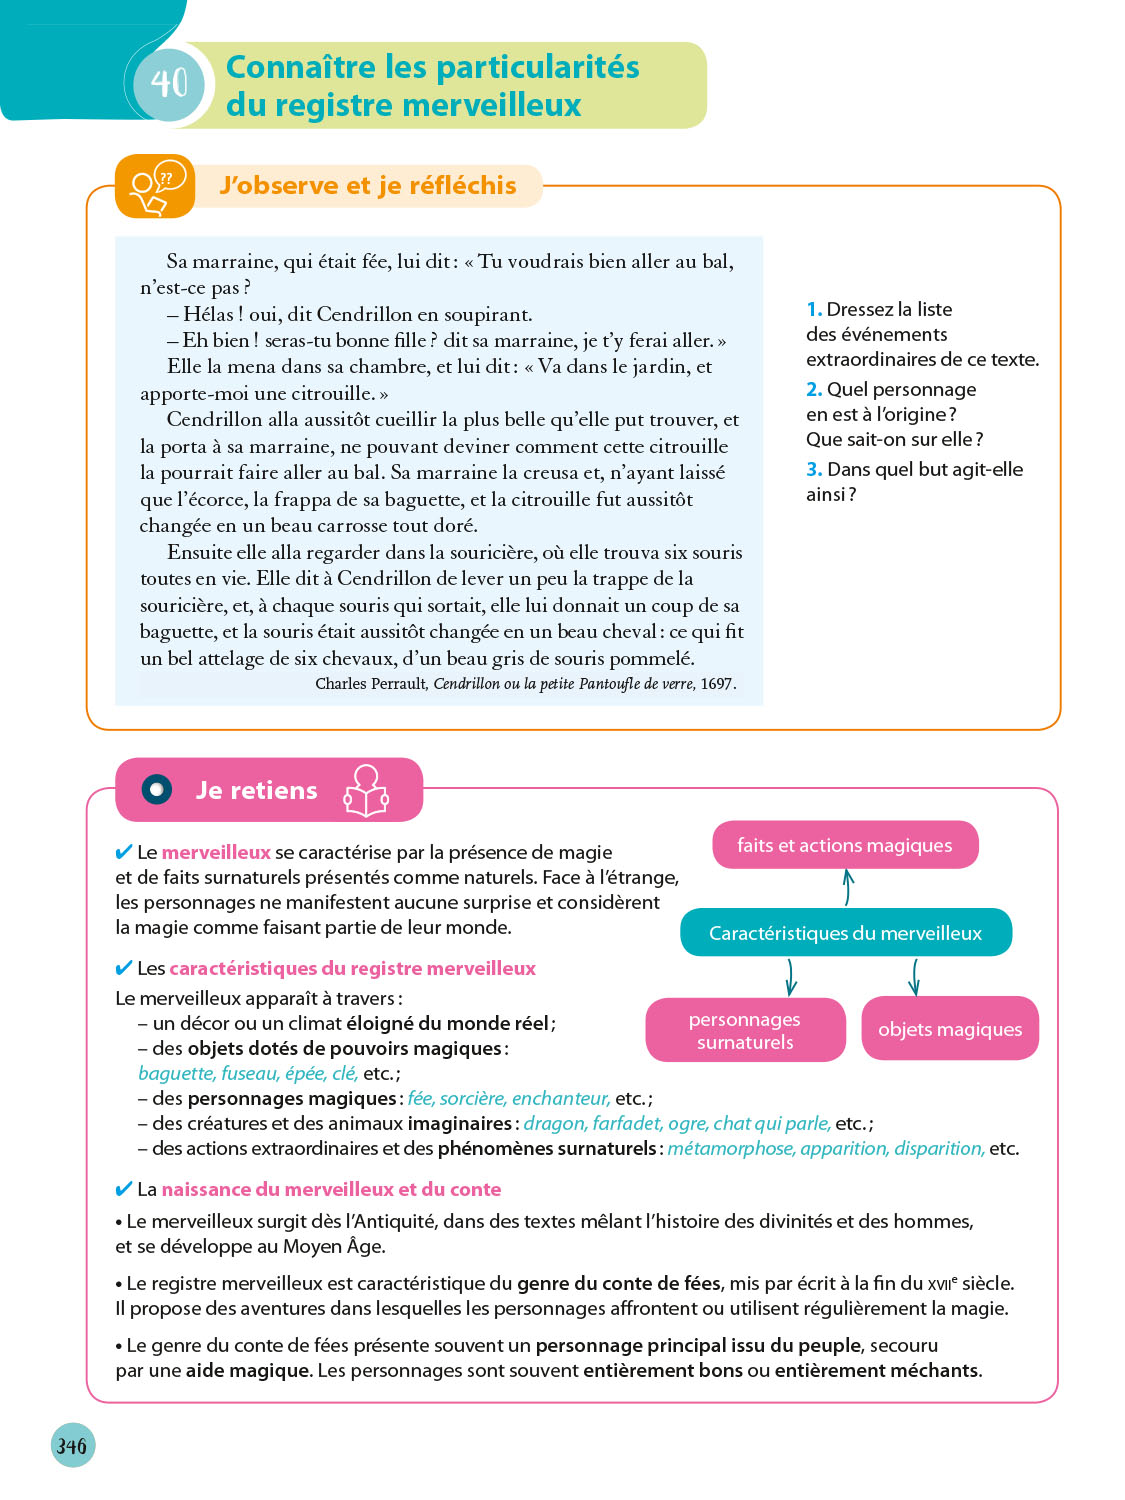 40
Connaître les particularités
du registre merveilleux
??
J’observe et je réfléchis
Sa marraine, qui était fée, lui dit : « Tu voudrais bien aller au bal,
n’est-ce pas ?
– Hélas ! oui, dit Cendrillon en soupirant.
– Eh bien ! seras-tu bonne fille ? dit sa marraine, je t’y ferai aller. »
Elle la mena dans sa chambre, et lui dit : « Va dans le jardin, et
apporte-moi une citrouille. »
Cendrillon alla aussitôt cueillir la plus belle qu’elle put trouver, et
la porta à sa marraine, ne pouvant deviner comment cette citrouille
la pourrait faire aller au bal. Sa marraine la creusa et, n’ayant laissé
que l’écorce, la frappa de sa baguette, et la citrouille fut aussitôt
changée en un beau carrosse tout doré.
Ensuite elle alla regarder dans la souricière, où elle trouva six souris
toutes en vie. Elle dit à Cendrillon de lever un peu la trappe de la
souricière, et, à chaque souris qui sortait, elle lui donnait un coup de sa
baguette, et la souris était aussitôt changée en un beau cheval : ce qui fit
un bel attelage de six chevaux, d’un beau gris de souris pommelé.
Charles Perrault, Cendrillon ou la petite Pantoufle de verre, 1697.
1. Dressez la liste
des événements
extraordinaires de ce texte.
2. Quel personnage
en est à l’origine ?
Que sait-on sur elle ?
3. Dans quel but agit-elle
ainsi ?
Je retiens
✔ Le merveilleux se caractérise par la présence de magie
et de faits surnaturels présentés comme naturels. Face à l’étrange,
les personnages ne manifestent aucune surprise et considèrent
la magie comme faisant partie de leur monde.
faits et actions magiques
Caractéristiques du merveilleux
personnages
surnaturels
objets magiques
✔ Les caractéristiques du registre merveilleux
Le merveilleux apparaît à travers :
– un décor ou un climat éloigné du monde réel ;
– des objets dotés de pouvoirs magiques :
baguette, fuseau, épée, clé, etc. ;
– des personnages magiques : fée, sorcière, enchanteur, etc. ;
– des créatures et des animaux imaginaires : dragon, farfadet, ogre, chat qui parle, etc. ;
– des actions extraordinaires et des phénomènes surnaturels : métamorphose, apparition, disparition, etc.
✔ La naissance du merveilleux et du conte
• Le merveilleux surgit dès l’Antiquité, dans des textes mêlant l’histoire des divinités et des hommes,
et se développe au Moyen Âge.
• Le registre merveilleux est caractéristique du genre du conte de fées, mis par écrit à la fin du XVIIe siècle.
Il propose des aventures dans lesquelles les personnages affrontent ou utilisent régulièrement la magie.
• Le genre du conte de fées présente souvent un personnage principal issu du peuple, secouru
par une aide magique. Les personnages sont souvent entièrement bons ou entièrement méchants.
346